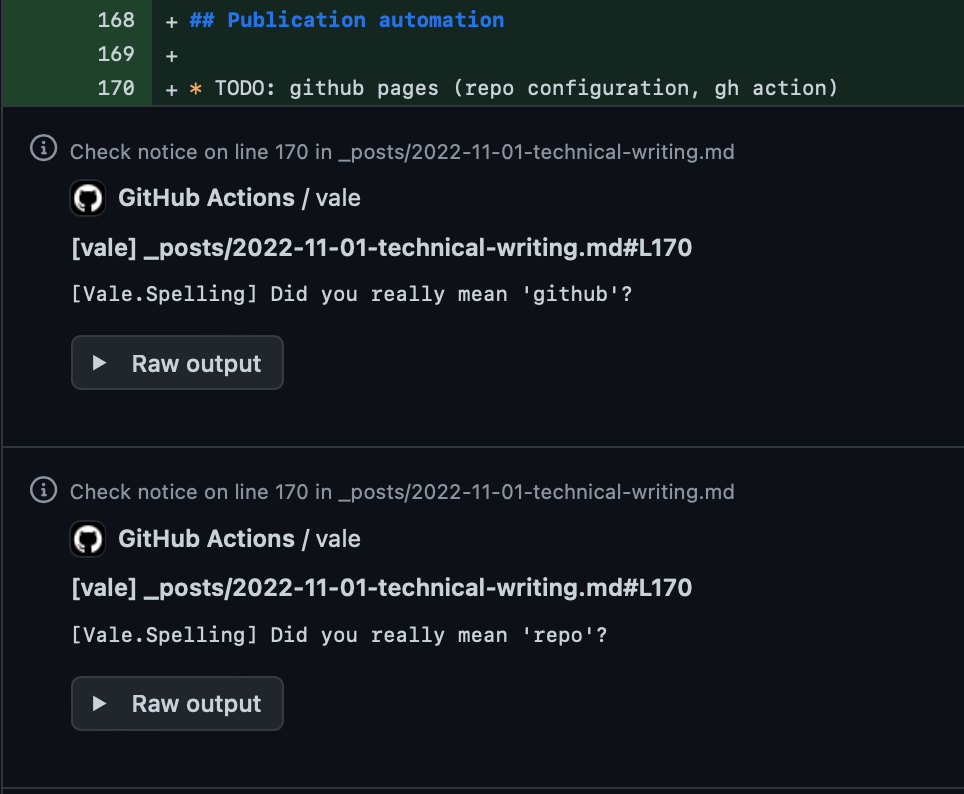 168 + ## Publication automation
169 +
170 + * TODO: github pages (repo configuration, gh action)
Check notice on line 170 in _posts/2022-11-01-technical-writing.md
GitHub Actions / vale
[vale] _posts/2022-11-01-technical-writing.md#L170
[Vale.Spelling] Did you really mean 'github'?
Raw output
Check notice on line 170 in _posts/2022-11-01-technical-writing.md
GitHub Actions / vale
[vale] _posts/2022-11-01-technical-writing.md#L170
[Vale.Spelling] Did you really mean 'repo'?
Raw output